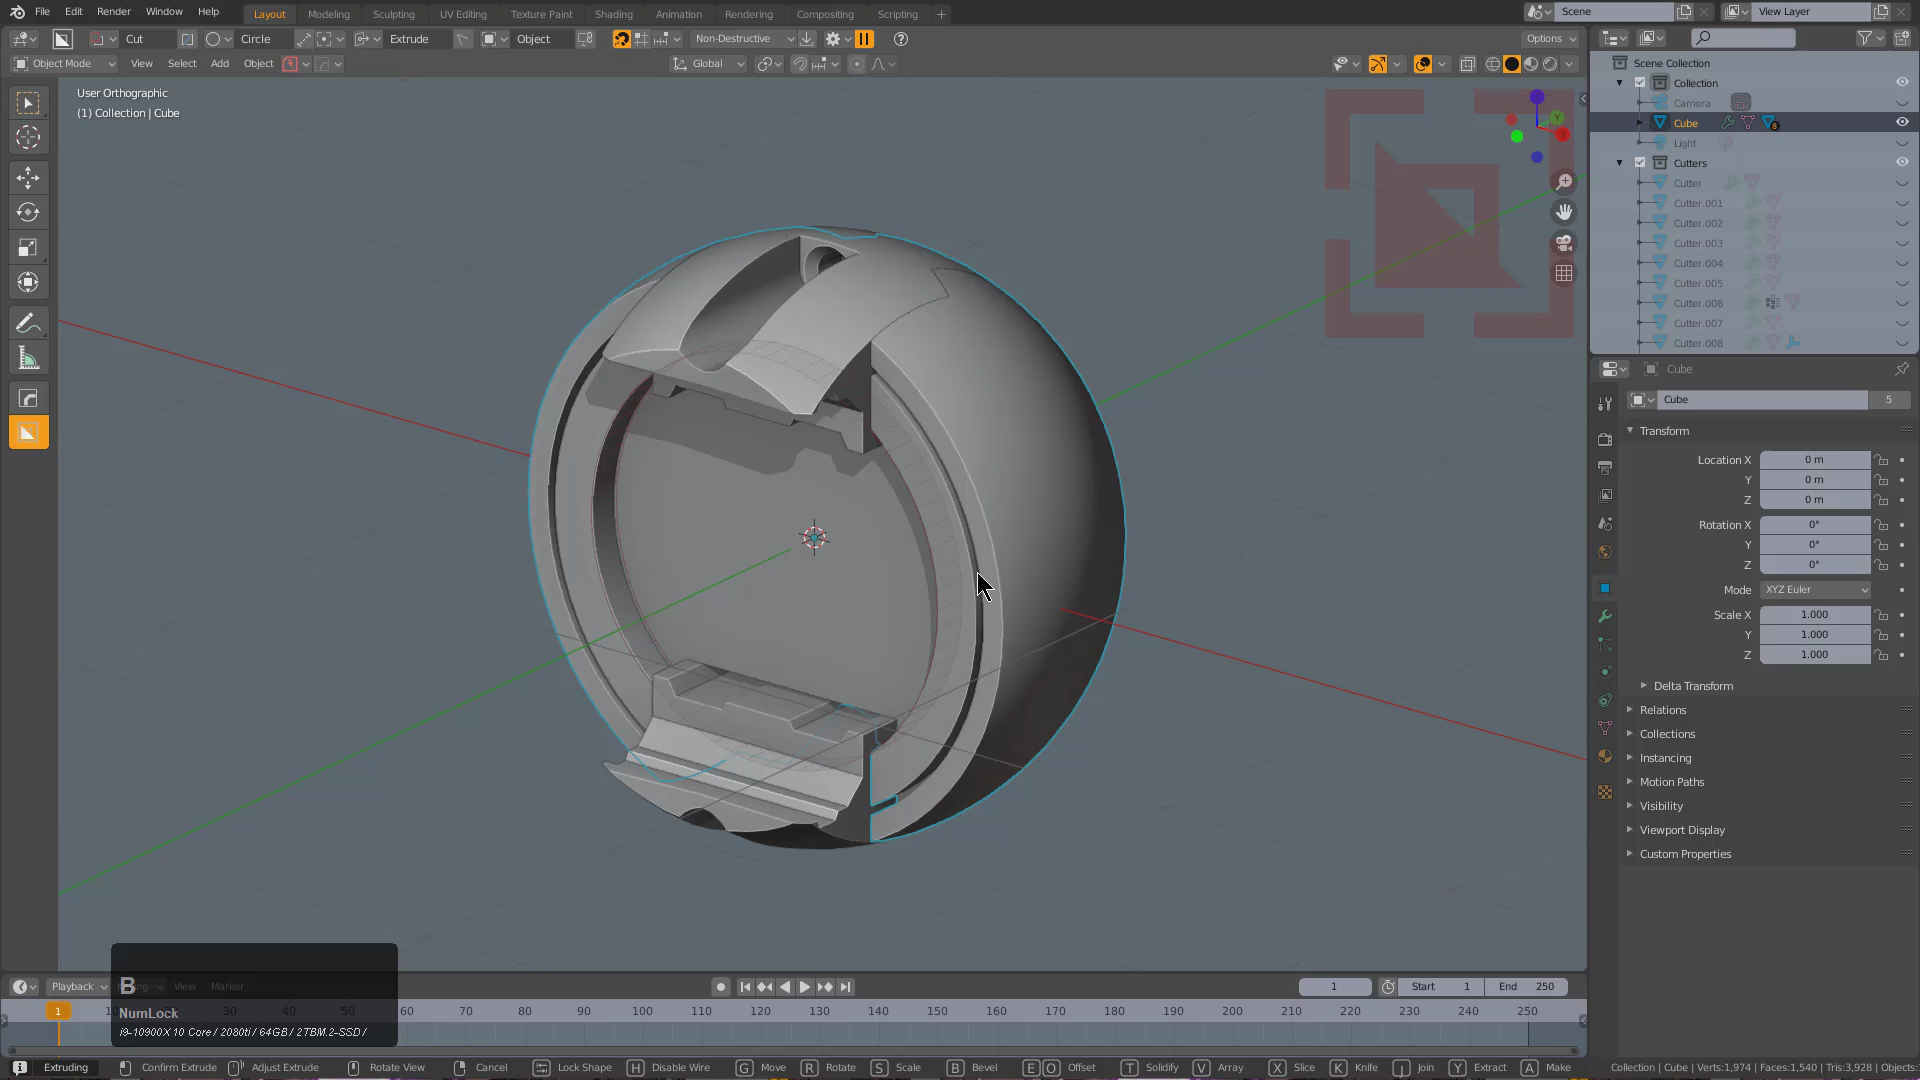 File Edit Render Window Help Layout Modeling Sculpting UV Editing Texture Paint Shading Animation Rendering Compositing Scripting + Scene View Layer
Cut Circle Extrude Object Non-Destructive Options
Object Mode View Select Add Object Global
User Orthographic
(1) Collection | Cube
Scene Collection
Collection
Camera
Cube 8
Light
Cutters
Cutter
Cutter.001
Cutter.002
Cutter.003
Cutter.004
Cutter.005
Cutter.006
Cutter.007
Cutter.008
Cube
Cube 5
Transform
Location X 0 m
Y 0 m
Z 0 m
Rotation X 0°
Y 0°
Z 0°
Mode XYZ Euler
Scale X 1.000
Y 1.000
Z 1.000
Delta Transform
Relations
Collections
Instancing
Motion Paths
Visibility
Viewport Display
Custom Properties
B
NumLock
i9-10900X 10 Core / 2080ti / 64GB / 2TBM.2-SSD /
Playback View Marker 1 Start 1 End 250
1 10 20 30 40 50 60 70 80 90 100 110 120 130 140 150 160 170 180 190 200 210 220 230 240 250
Extruding Confirm Extrude Adjust Extrude Rotate View Cancel Lock Shape H Disable Wire G Move R Rotate S Scale B Bevel E O Offset T Solidify V Array X Slice K Knife J Join Y Extract A Make Collection | Cube | Verts:1,974 | Faces:1,540 | Tris:3,928 | Objects: